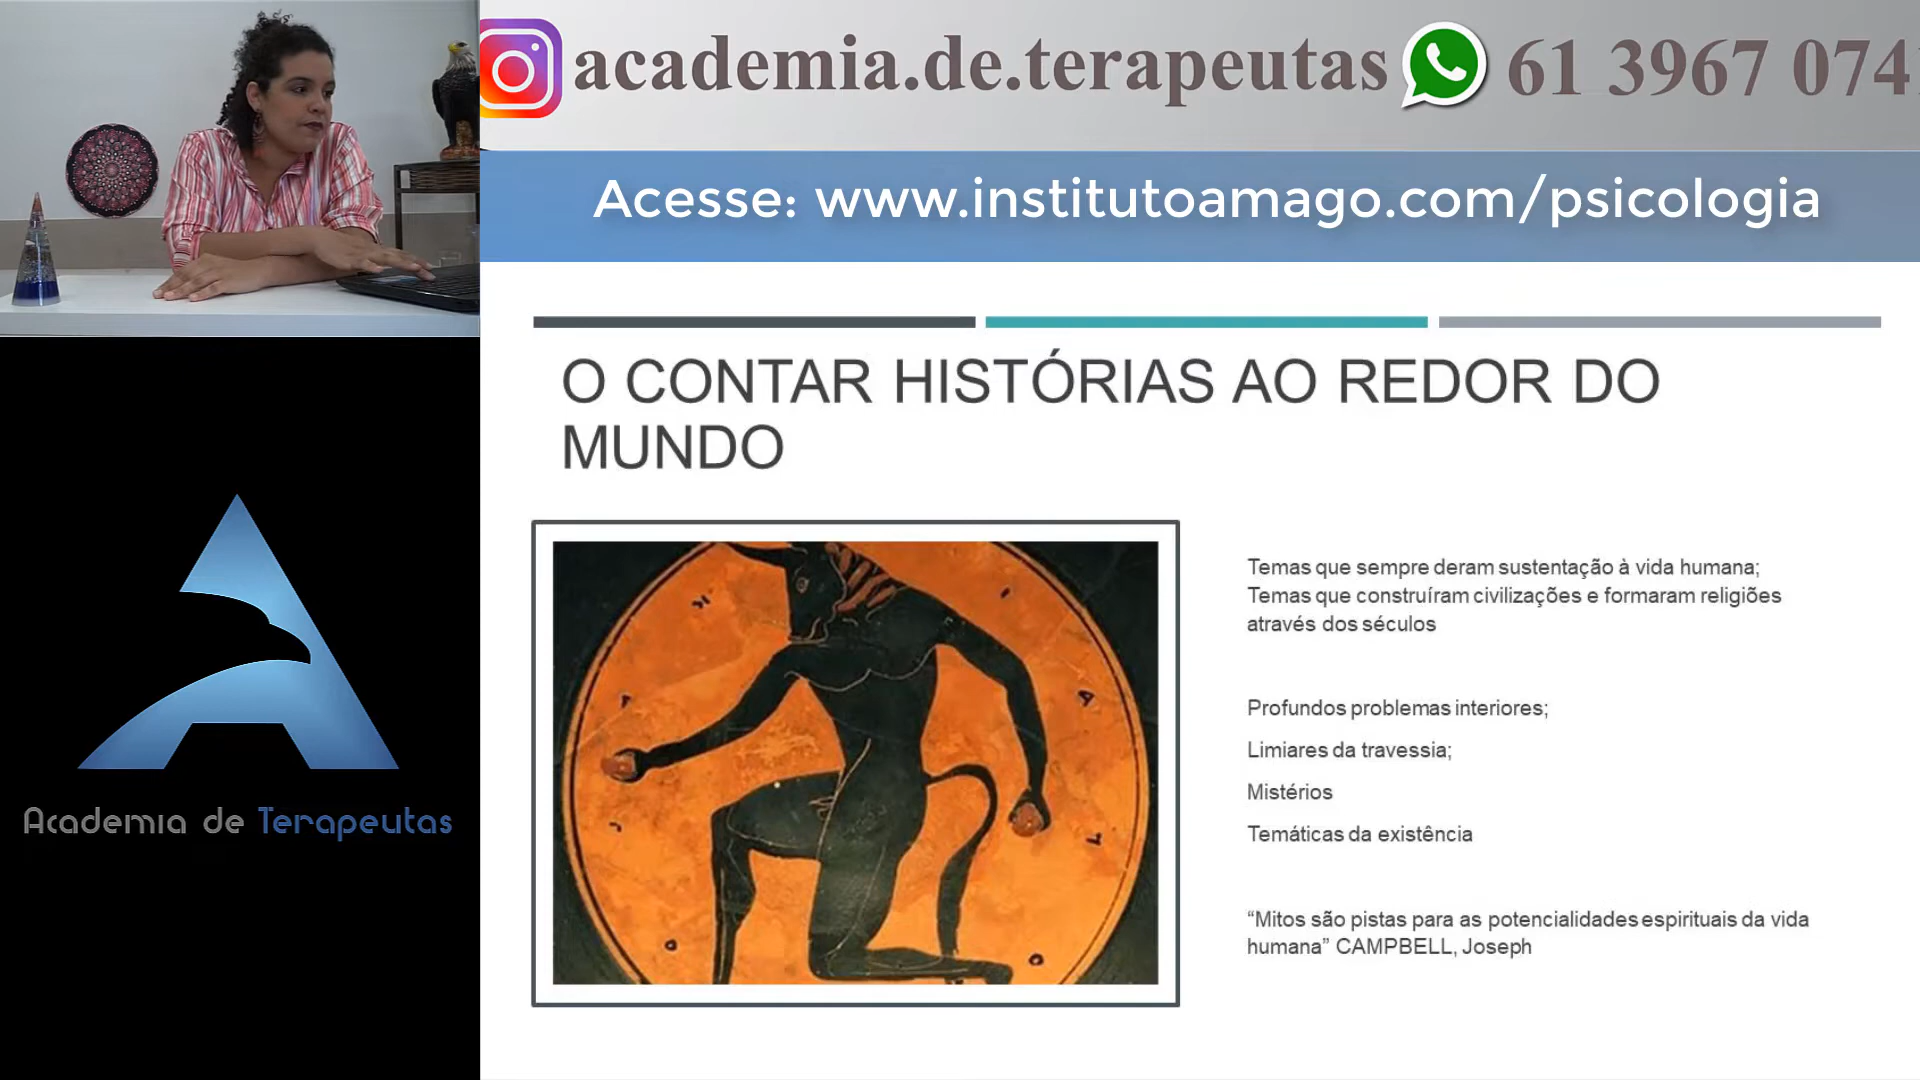 academia.de.terapeutas 61 3967 074
Acesse: www.institutoamago.com/psicologia
O CONTAR HISTÓRIAS AO REDOR DO
MUNDO
Temas que sempre deram sustentação à vida humana;
Temas que construíram civilizações e formaram religiões
através dos séculos
Profundos problemas interiores;
Limiares da travessia;
Mistérios
Temáticas da existência
“Mitos são pistas para as potencialidades espirituais da vida
humana” CAMPBELL, Joseph
Academia de Terapeutas